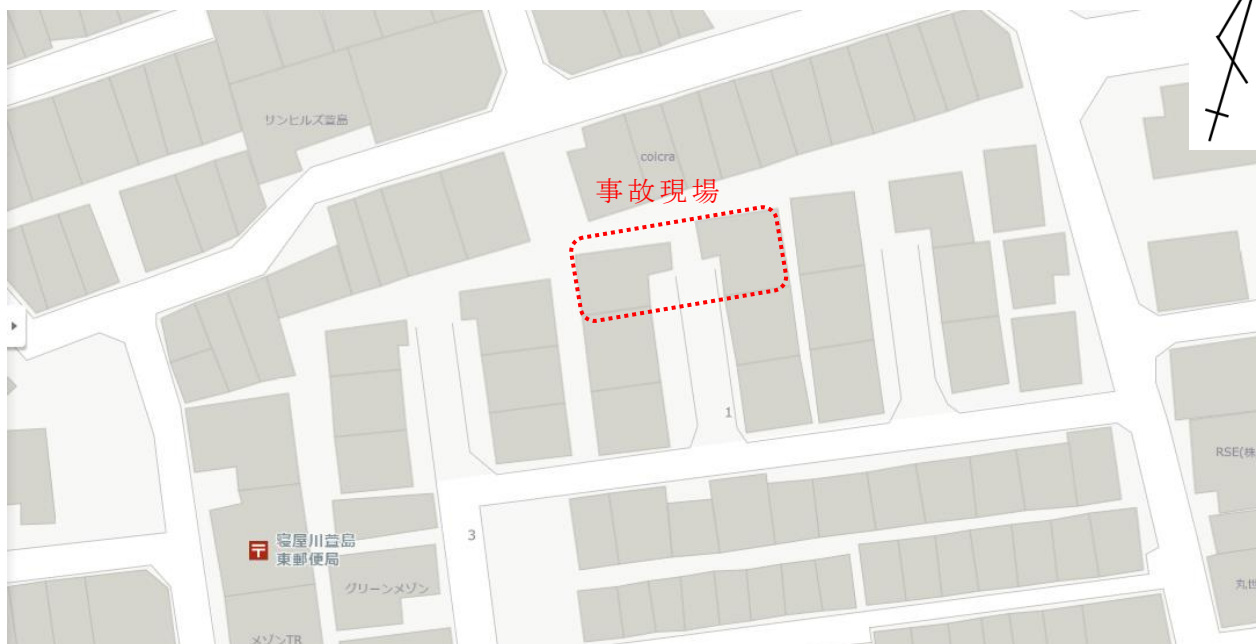 リンヒルズ萱島
coicra
事故現場
1
3
RSE(株
寝屋川萱島
東郵便局
グリーンメゾン
メゾンTR
丸世